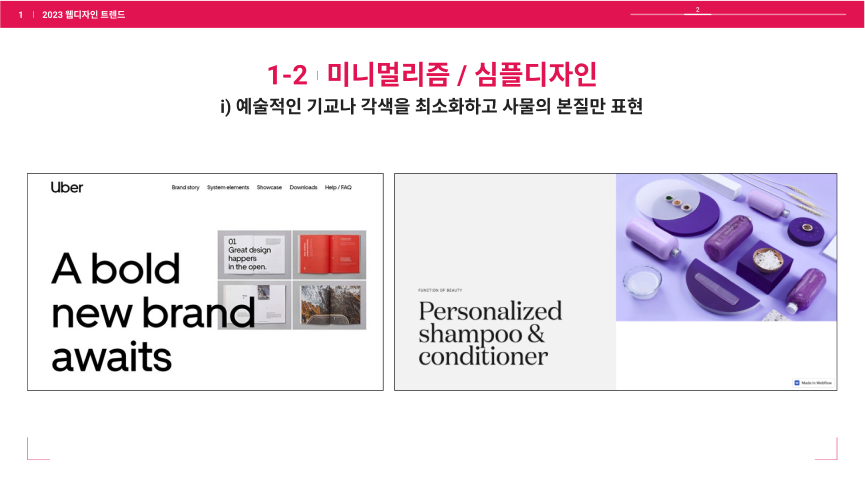 1 | 2023 웹디자인 트렌드
2
1-2 | 미니멀리즘 / 심플디자인
i) 예술적인 기교나 각색을 최소화하고 사물의 본질만 표현
Uber
Brand story System elements Showcase Downloads Help / FAQ
01
Great design
happens
in the open.
A bold
new brand
awaits
FUNCTION OF BEAUTY
Personalized
shampoo &
conditioner
Made in Webflow